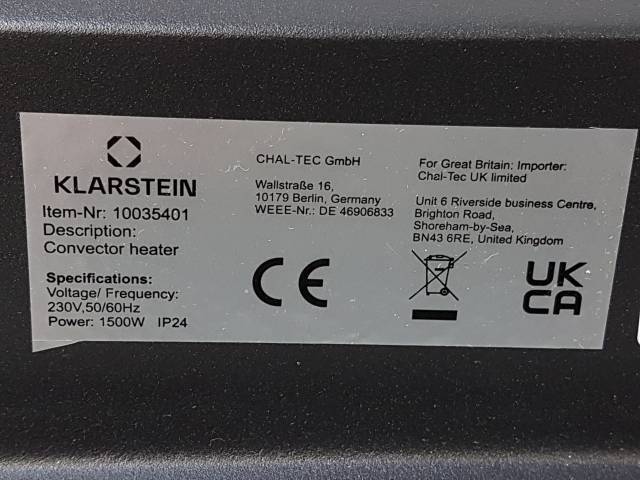 KLARSTEIN
Item-Nr: 10035401
Description:
Convector heater
Specifications:
Voltage/ Frequency:
230V,50/60Hz
Power: 1500W IP24
CHAL-TEC GmbH
Wallstraße 16,
10179 Berlin, Germany
WEEE-Nr.: DE 46906833
CE
For Great Britain: Importer:
Chal-Tec UK limited
Unit 6 Riverside business Centre,
Brighton Road,
Shoreham-by-Sea,
BN43 6RE, United Kingdom
UK
CA